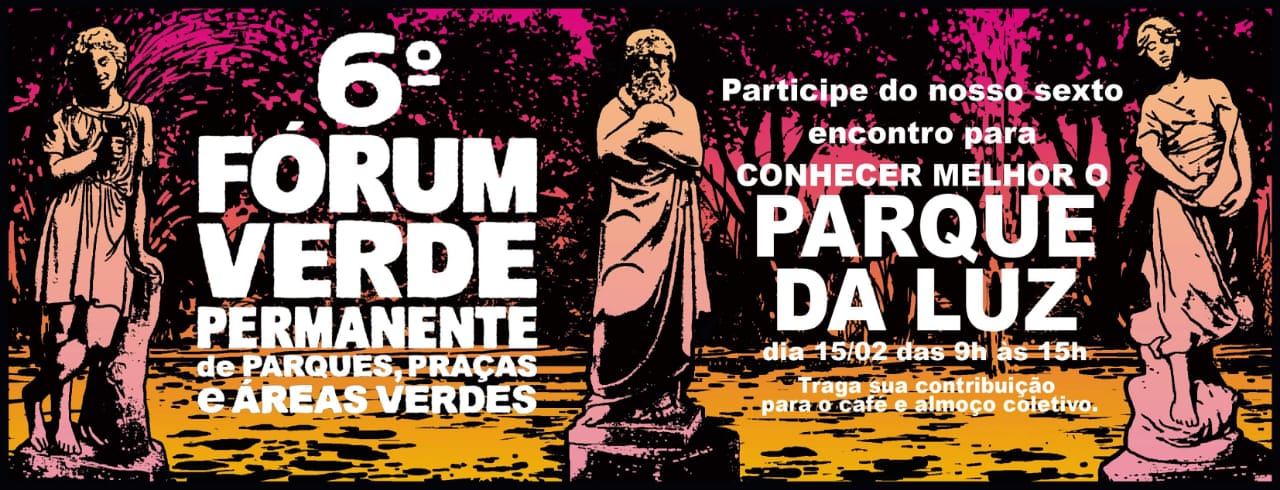 6º
FÓRUM
VERDE
PERMANENTE
de PARQUES, PRAÇAS
e ÁREAS VERDES
Participe do nosso sexto
encontro para
CONHECER MELHOR O
PARQUE
DA LUZ
dia 15/02 das 9h às 15h
Traga sua contribuição
para o café e almoço coletivo.